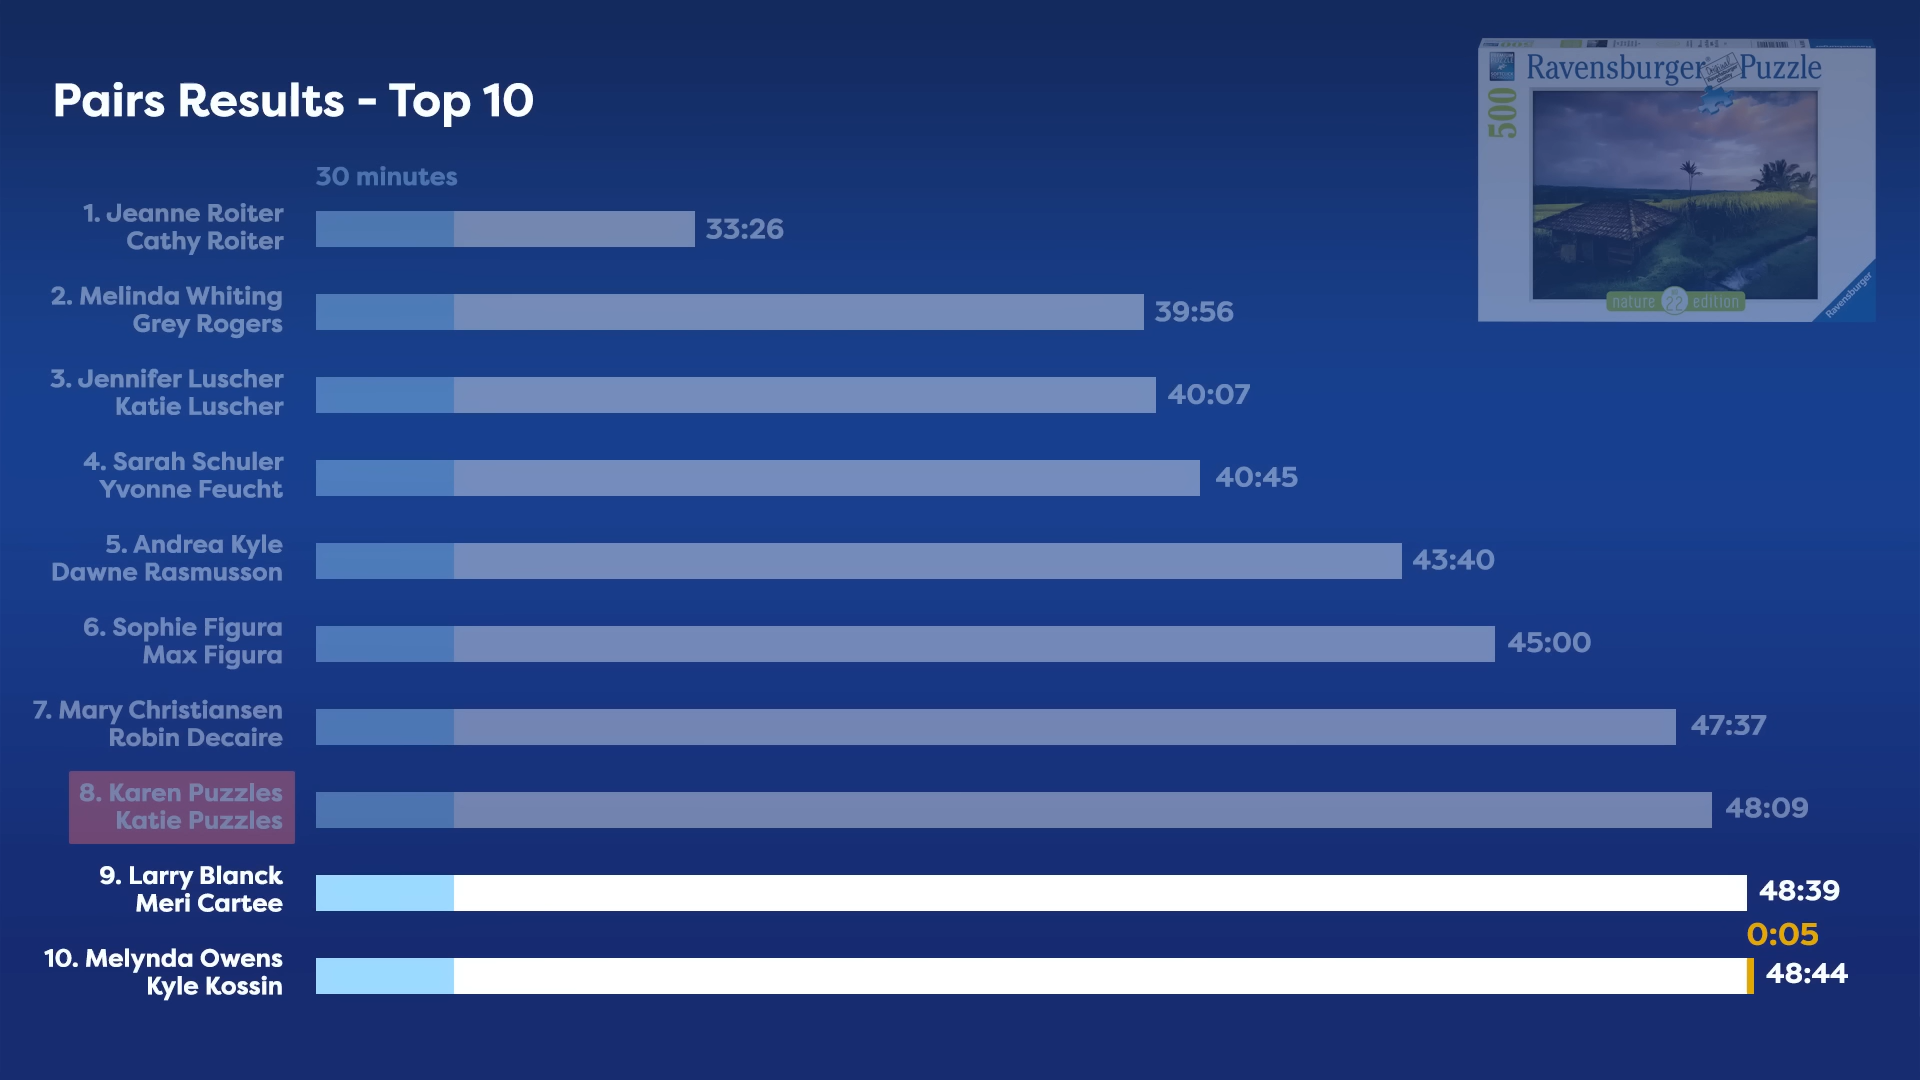 Pairs Results - Top 10
Ravensburger Puzzle
500
nature 22 edition
Ravensburger
30 minutes
1. Jeanne Roiter
Cathy Roiter
33:26
2. Melinda Whiting
Grey Rogers
39:56
3. Jennifer Luscher
Katie Luscher
40:07
4. Sarah Schuler
Yvonne Feucht
40:45
5. Andrea Kyle
Dawne Rasmusson
43:40
6. Sophie Figura
Max Figura
45:00
7. Mary Christiansen
Robin Decaire
47:37
8. Karen Puzzles
Katie Puzzles
48:09
9. Larry Blanck
Meri Cartee
48:39
0:05
10. Melynda Owens
Kyle Kossin
48:44